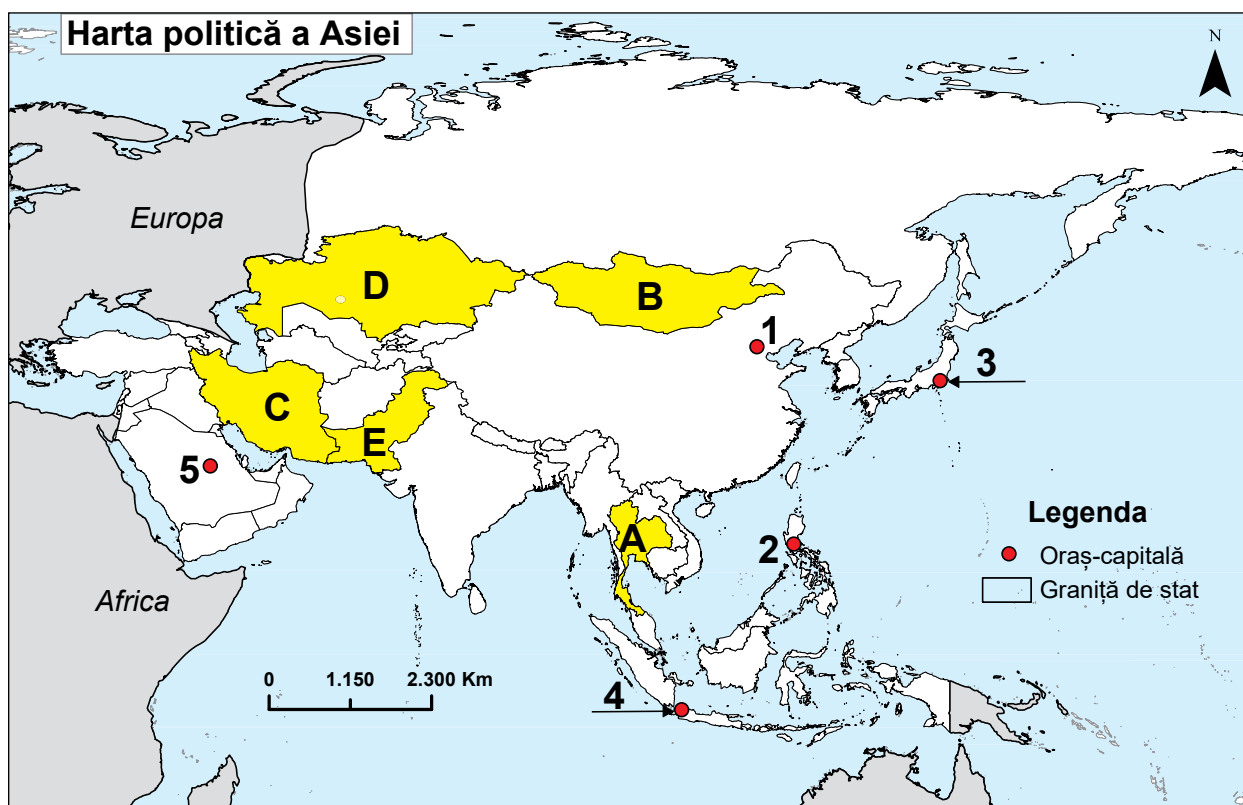 Harta politică a Asiei
N
Europa
D
B
1
3
C
E
5
A
2
Legenda
Oraș-capitală
Graniță de stat
Africa
0 1.150 2.300 Km
4